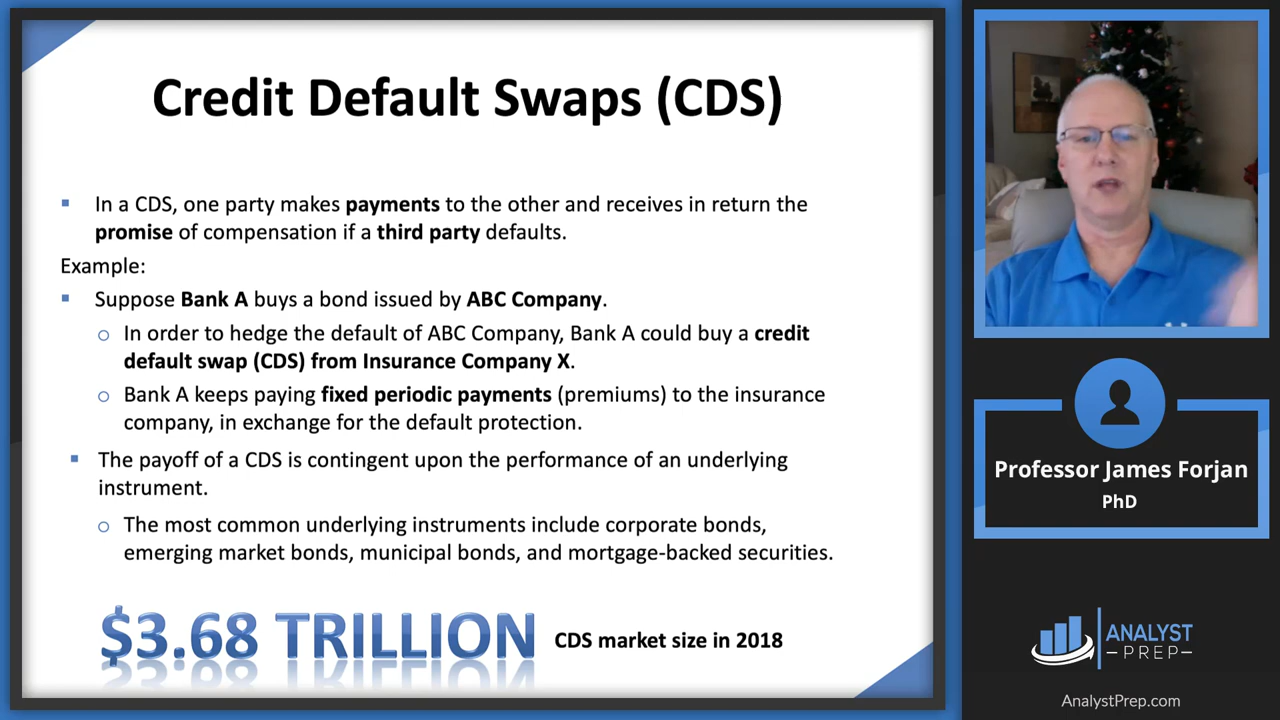 Credit Default Swaps (CDS)
▪ In a CDS, one party makes payments to the other and receives in return the
promise of compensation if a third party defaults.
Example:
▪ Suppose Bank A buys a bond issued by ABC Company.
o In order to hedge the default of ABC Company, Bank A could buy a credit
default swap (CDS) from Insurance Company X.
o Bank A keeps paying fixed periodic payments (premiums) to the insurance
company, in exchange for the default protection.
▪ The payoff of a CDS is contingent upon the performance of an underlying
instrument.
o The most common underlying instruments include corporate bonds,
emerging market bonds, municipal bonds, and mortgage-backed securities.
$3.68 TRILLION CDS market size in 2018
Professor James Forjan
PhD
ANALYST
–PREP–
AnalystPrep.com